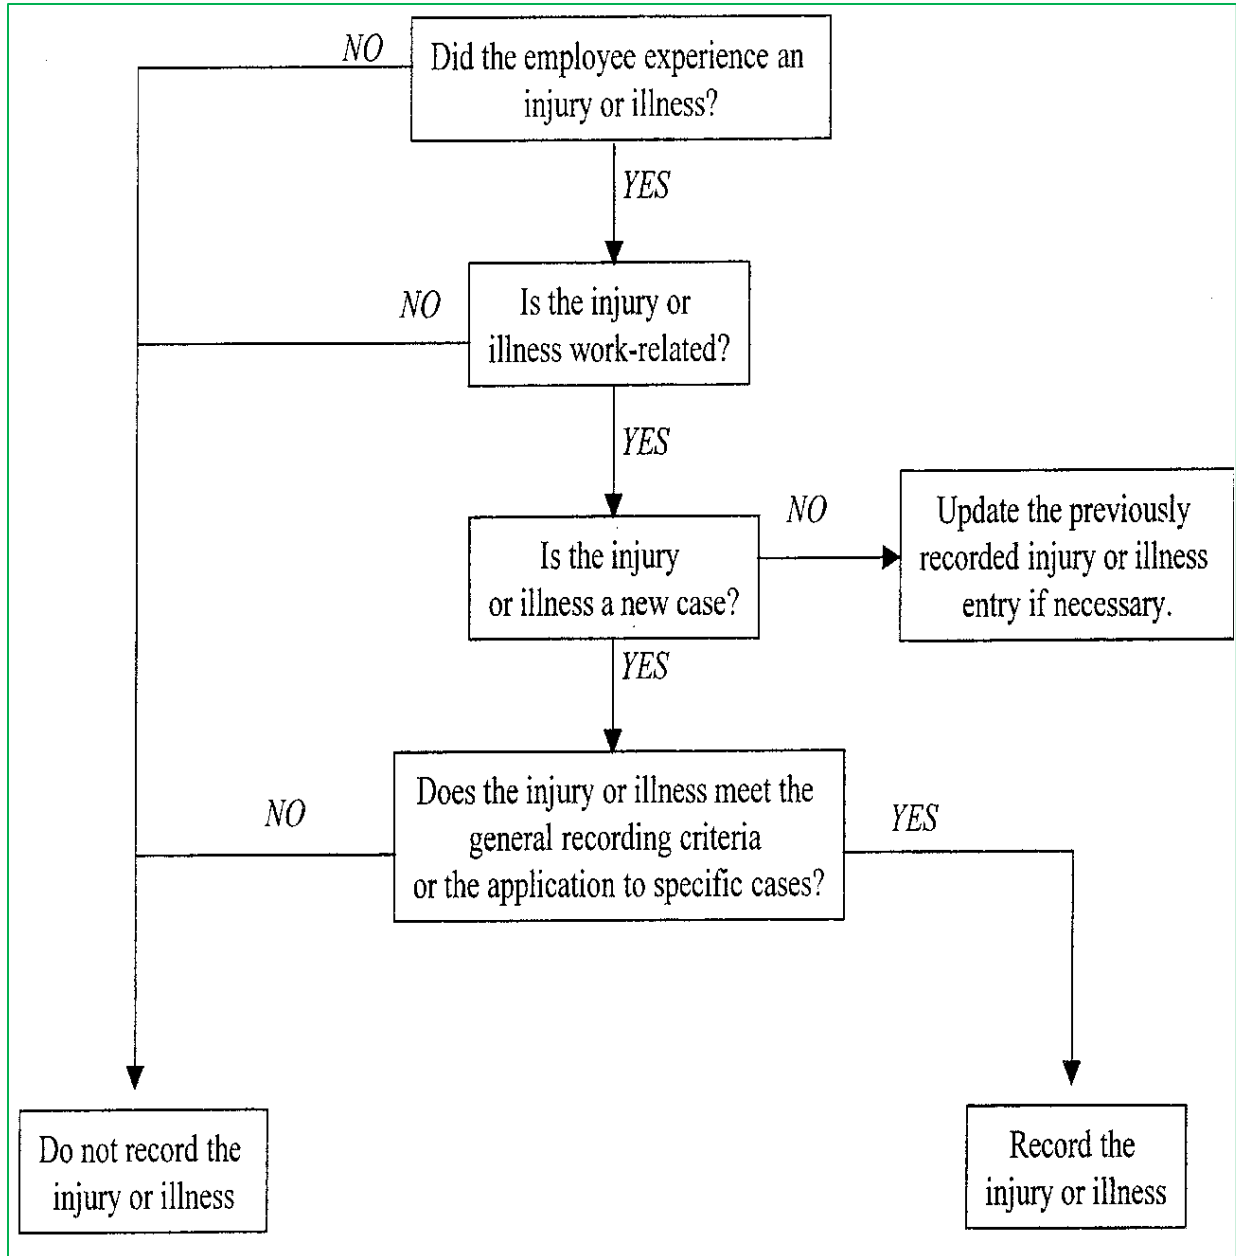 NO
Did the employee experience an
injury or illness?
YES
NO
Is the injury or
illness work-related?
YES
Is the injury
or illness a new case?
NO
Update the previously
recorded injury or illness
entry if necessary.
YES
NO
Does the injury or illness meet the
general recording criteria
or the application to specific cases?
YES
Do not record the
injury or illness
Record the
injury or illness